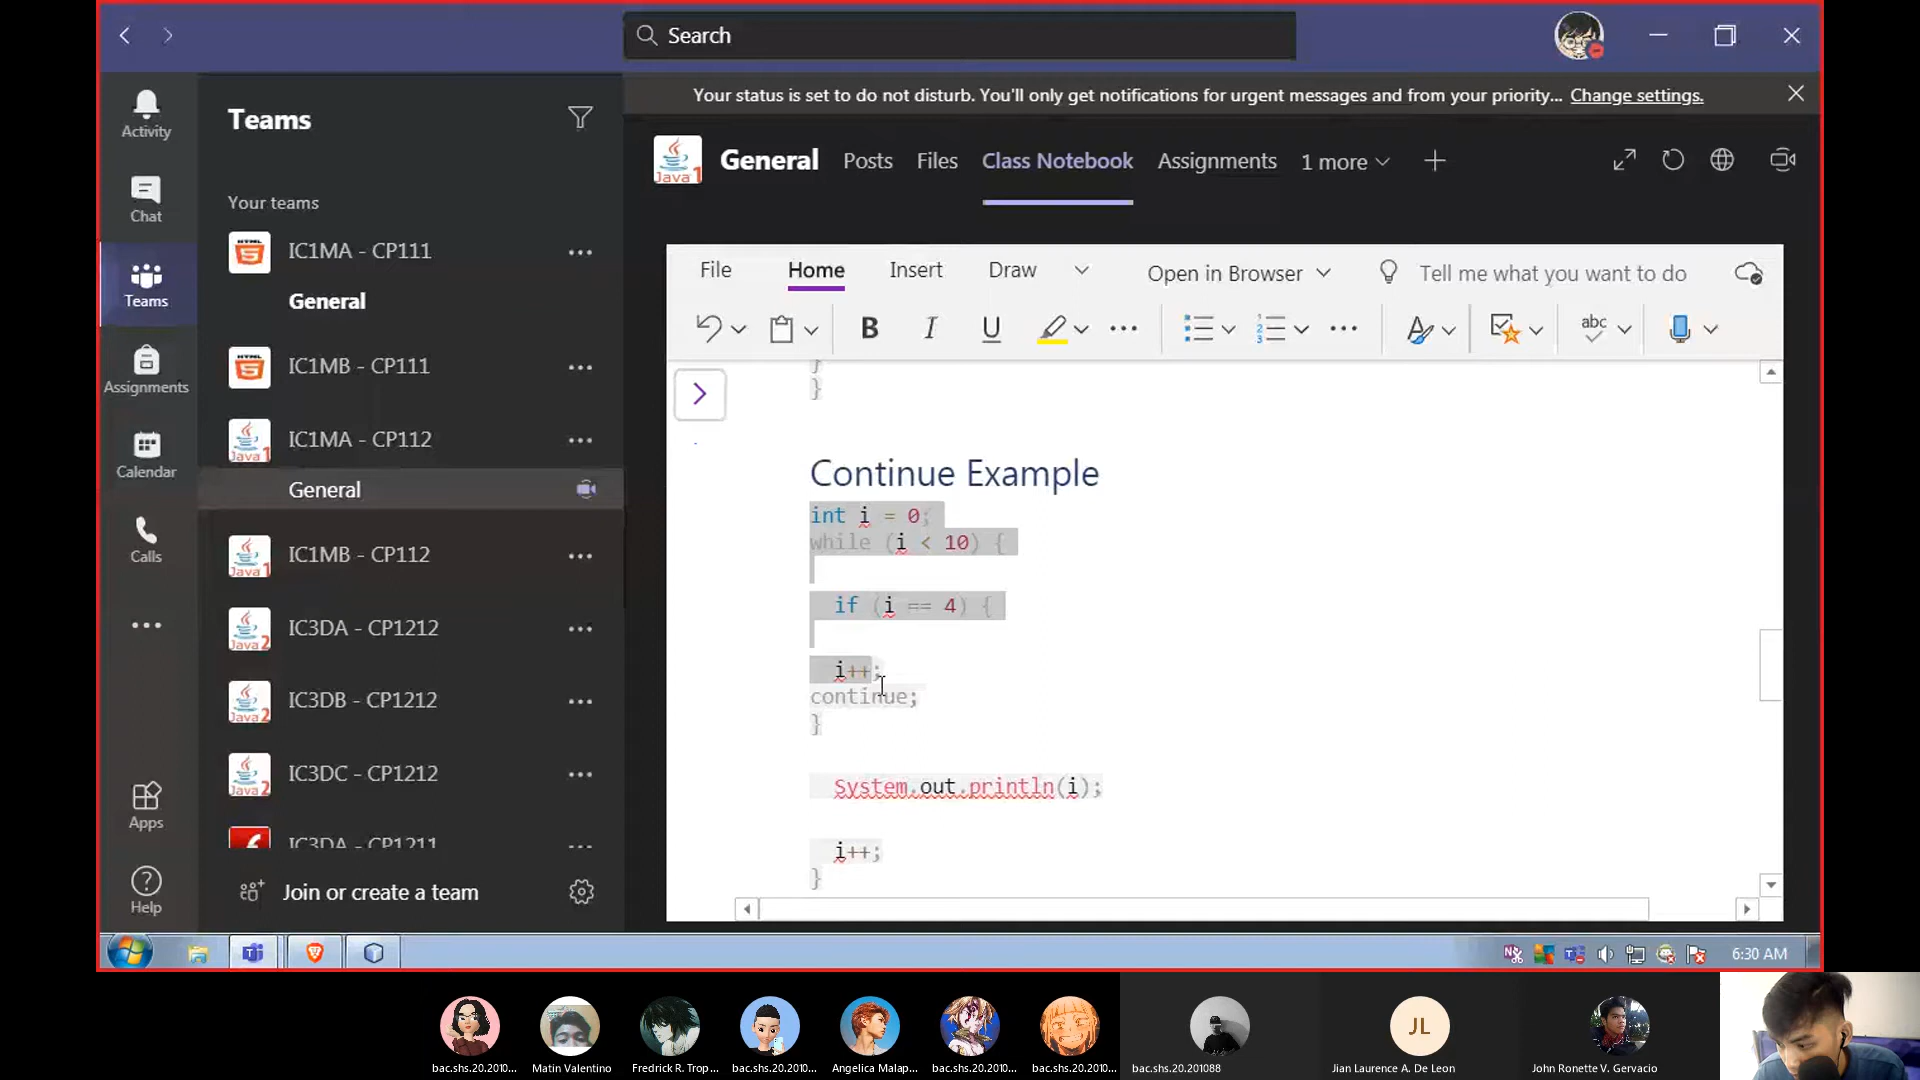 Search
Your status is set to do not disturb. You'll only get notifications for urgent messages and from your priority... Change settings.
Activity
Chat
Teams
Assignments
Calendar
Calls
Apps
Help
Teams
Your teams
IC1MA - CP111
General
IC1MB - CP111
IC1MA - CP112
General
IC1MB - CP112
IC3DA - CP1212
IC3DB - CP1212
IC3DC - CP1212
IC3DA - CP1211
Join or create a team
Java 1
General
Posts
Files
Class Notebook
Assignments
1 more
File
Home
Insert
Draw
Open in Browser
Tell me what you want to do
B I U
abc
}
}
Continue Example
int i = 0;
while (i < 10) {
if (i == 4) {
i++;
continue;
}
System.out.println(i);
i++;
}
6:30 AM
bac.shs.20.2010...
Matin Valentino
Fredrick R. Trop...
bac.shs.20.2010...
Angelica Malap...
bac.shs.20.2010...
bac.shs.20.2010...
bac.shs.20.201088
JL
Jian Laurence A. De Leon
John Ronette V. Gervacio